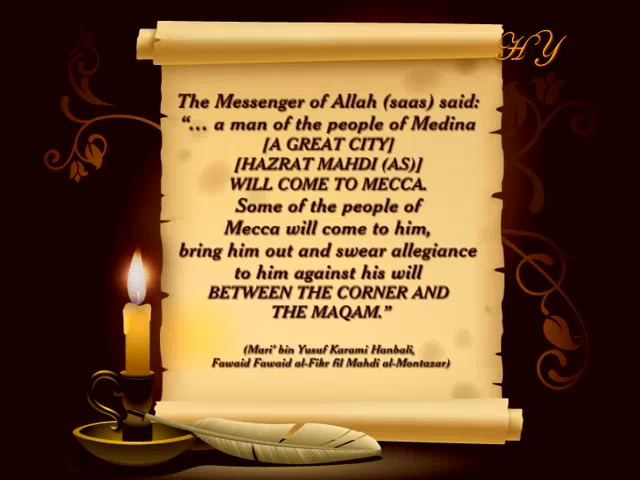 HY
The Messenger of Allah (saas) said:
“... a man of the people of Medina
[A GREAT CITY]
[HAZRAT MAHDI (AS)]
WILL COME TO MECCA.
Some of the people of
Mecca will come to him,
bring him out and swear allegiance
to him against his will
BETWEEN THE CORNER AND
THE MAQAM.”
(Mari' bin Yusuf Karami Hanbali,
Fawaid Fawaid al-Fihr fil Mahdi al-Montazar)